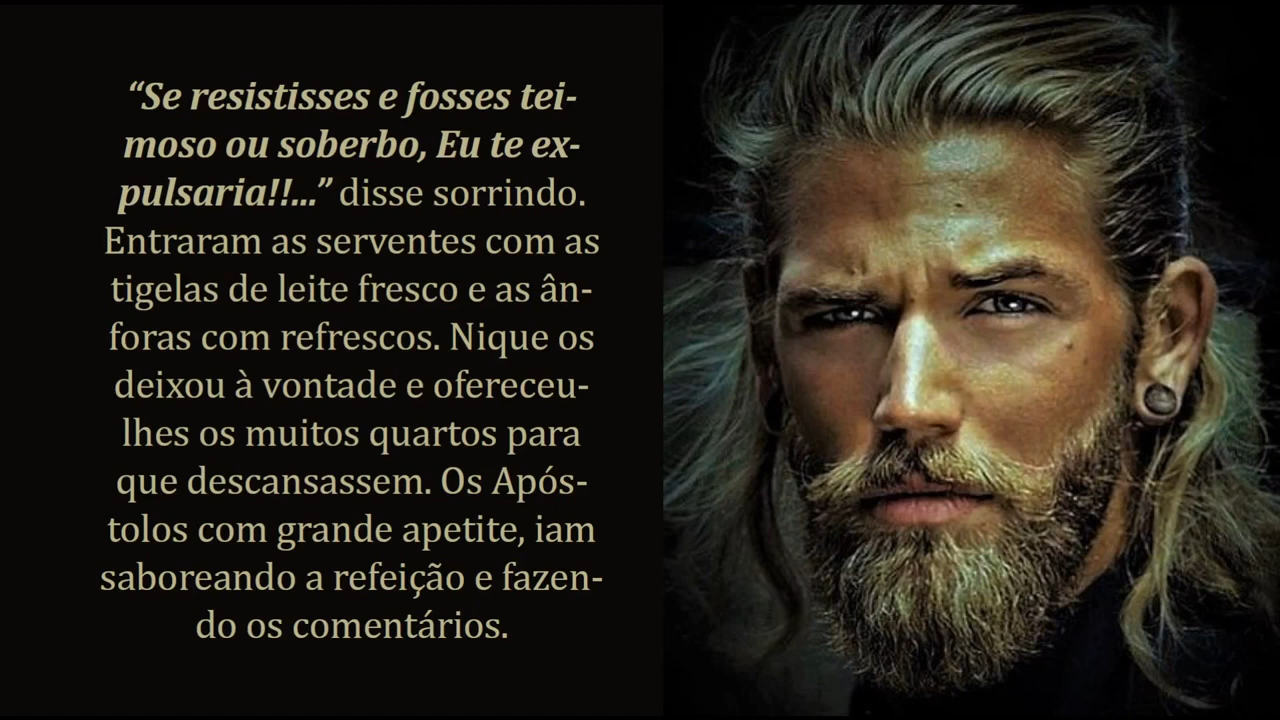 “Se resistisses e fosses tei-
moso ou soberbo, Eu te ex-
pulsaria!!...” disse sorrindo.
Entraram as serventes com as
tigelas de leite fresco e as ân-
foras com refrescos. Nique os
deixou à vontade e ofereceu-
lhes os muitos quartos para
que descansassem. Os Após-
tolos com grande apetite, iam
saboreando a refeição e fazen-
do os comentários.